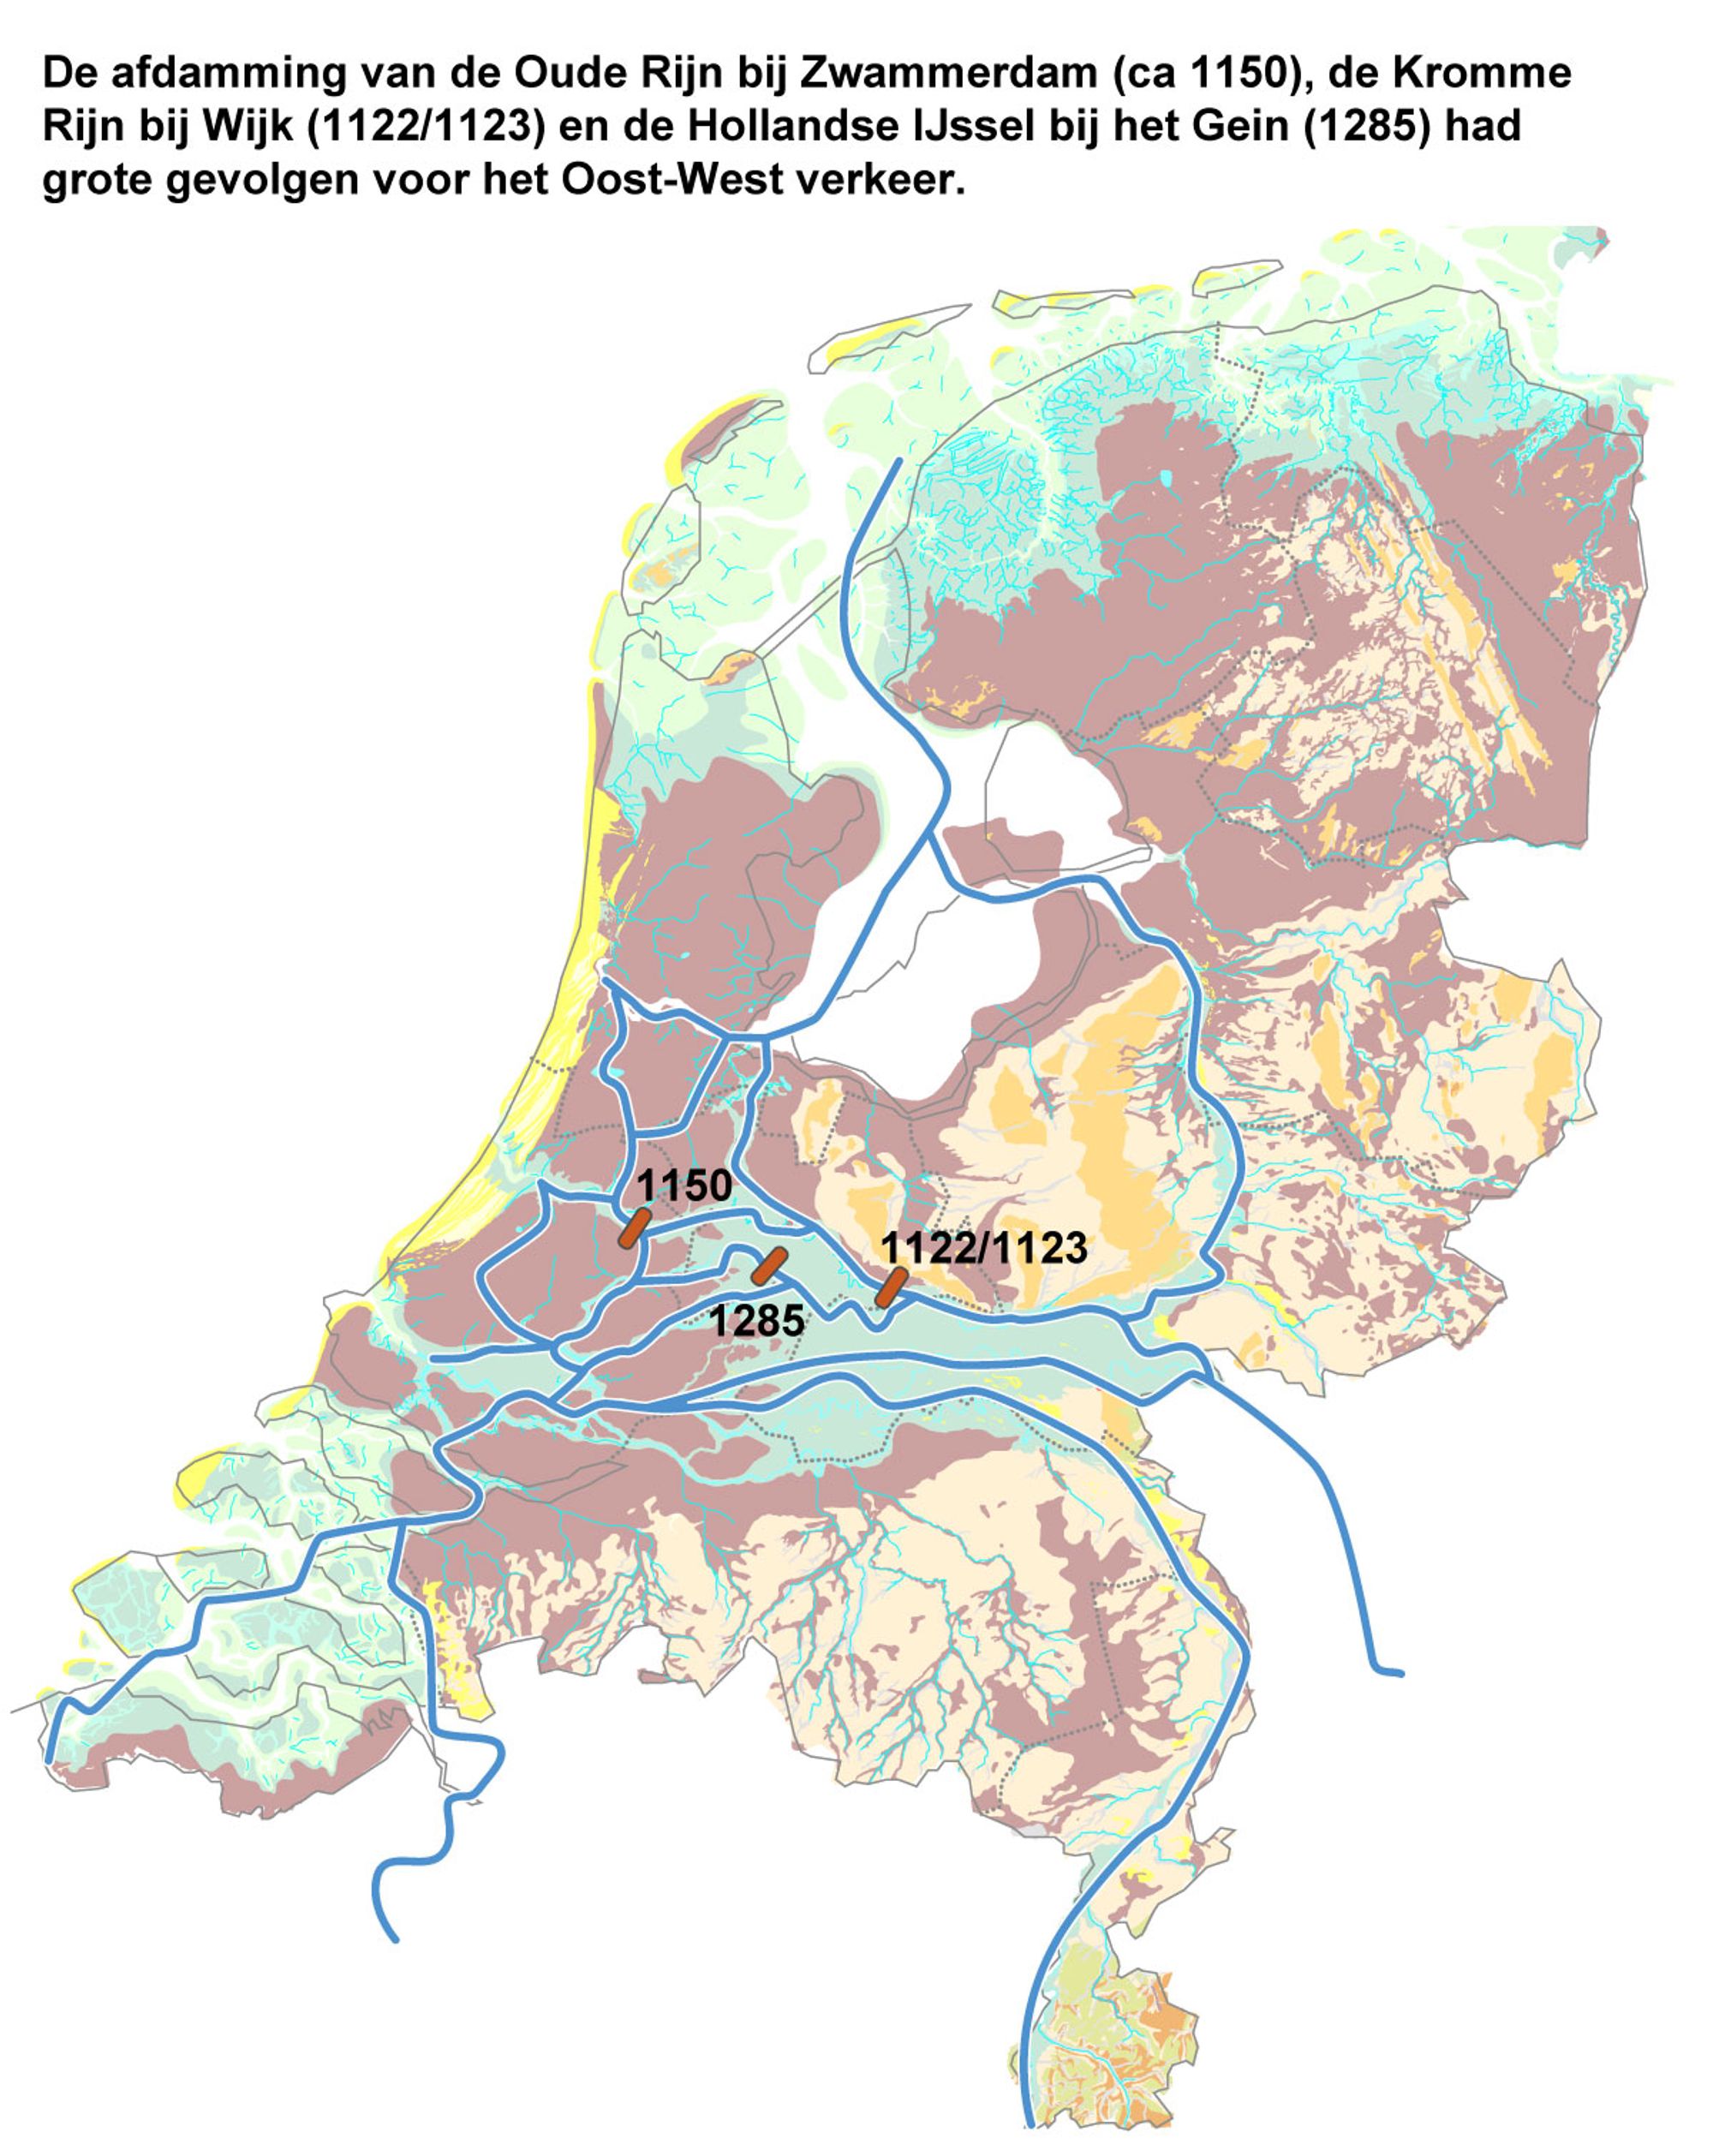 De afdamming van de Oude Rijn bij Zwammerdam (ca 1150), de Kromme
Rijn bij Wijk (1122/1123) en de Hollandse IJssel bij het Gein (1285) had
grote gevolgen voor het Oost-West verkeer.
1150
1122/1123
1285